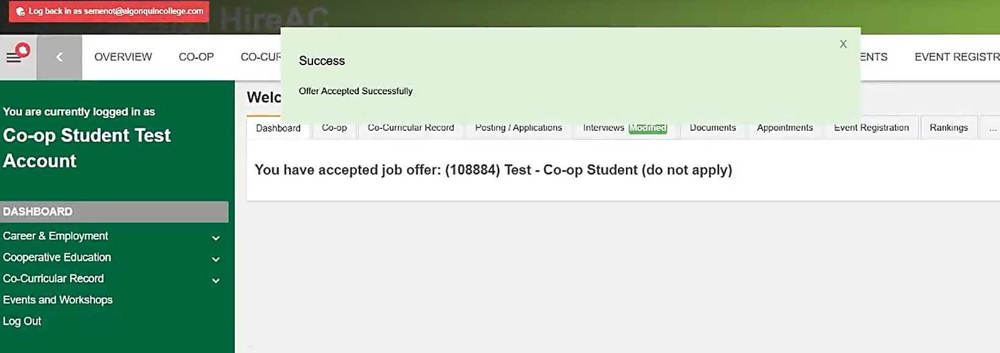 Log back in as semenot@algonquincollege.com
HireAC
OVERVIEW CO-OP CO-CUR ENTS EVENT REGISTR
X
Success
Offer Accepted Successfully
You are currently logged in as
Co-op Student Test
Account
Welc
Dashboard Co-op Co-Curricular Record Posting / Applications Interviews Modified Documents Appointments Event Registration Rankings ...
You have accepted job offer: (108884) Test - Co-op Student (do not apply)
DASHBOARD
Career & Employment
Cooperative Education
Co-Curricular Record
Events and Workshops
Log Out